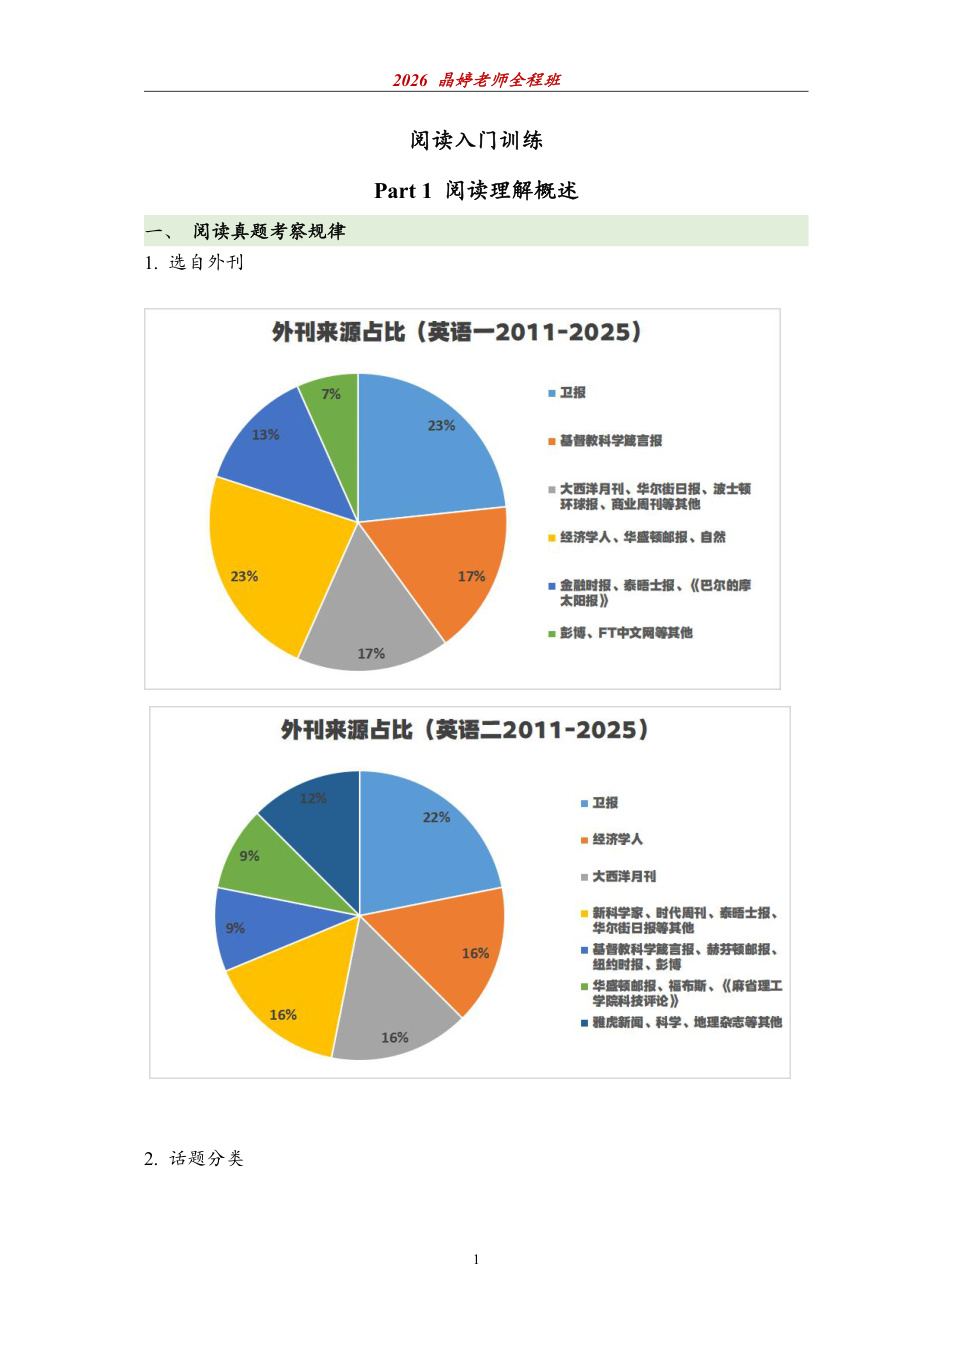 2026 晶婷老师全程班
阅读入门训练
Part 1 阅读理解概述
一、 阅读真题考察规律
1. 选自外刊
外刊来源占比（英语一2011-2025）
7%
23%
13%
23%
17%
17%
卫报
基督教科学箴言报
大西洋月刊、华尔街日报、波士顿
环球报、商业周刊等其他
经济学人、华盛顿邮报、自然
金融时报、泰晤士报、《巴尔的摩
太阳报》
彭博、FT中文网等其他
外刊来源占比（英语二2011-2025）
12%
22%
9%
9%
16%
16%
16%
卫报
经济学人
大西洋月刊
新科学家、时代周刊、泰晤士报、
华尔街日报等其他
基督教科学箴言报、赫芬顿邮报、
纽约时报、彭博
华盛顿邮报、福布斯、《麻省理工
学院科技评论》
雅虎新闻、科学、地理杂志等其他
2. 话题分类
1